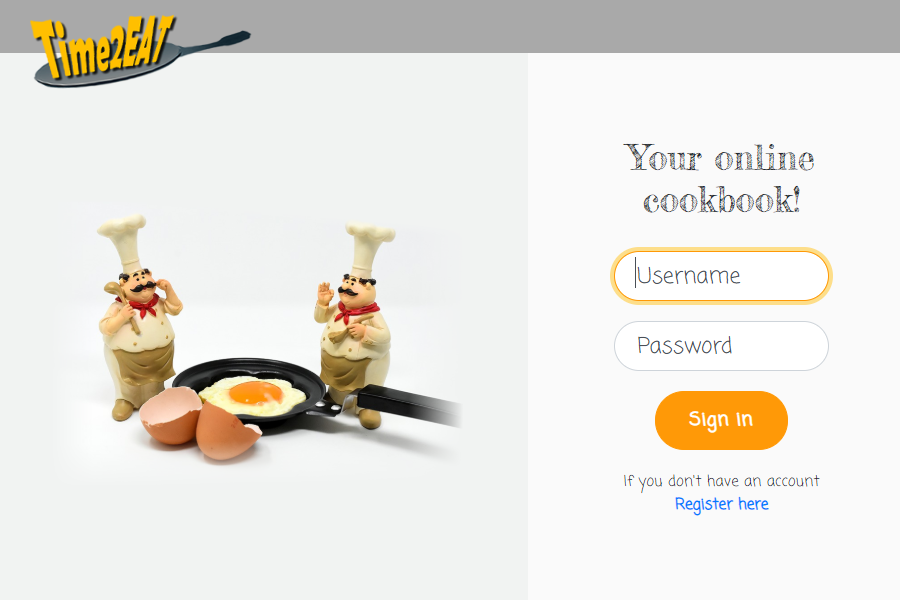 Time2EAT
Your online
cookbook!
Username
Password
Sign in
If you don't have an account
Register here